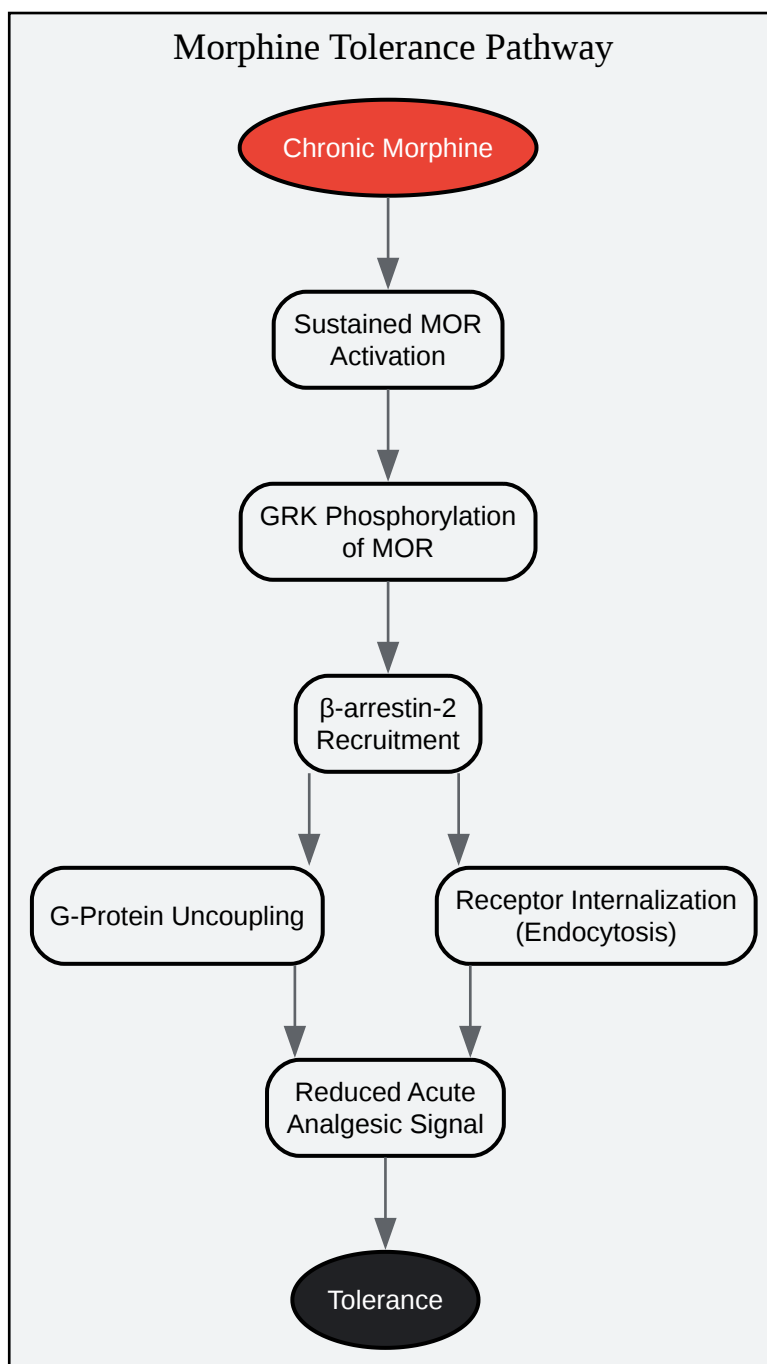 Morphine Tolerance Pathway
Chronic Morphine
Sustained MOR
Activation
GRK Phosphorylation
of MOR
β-arrestin-2
Recruitment
G-Protein Uncoupling
Receptor Internalization
(Endocytosis)
Reduced Acute
Analgesic Signal
Tolerance